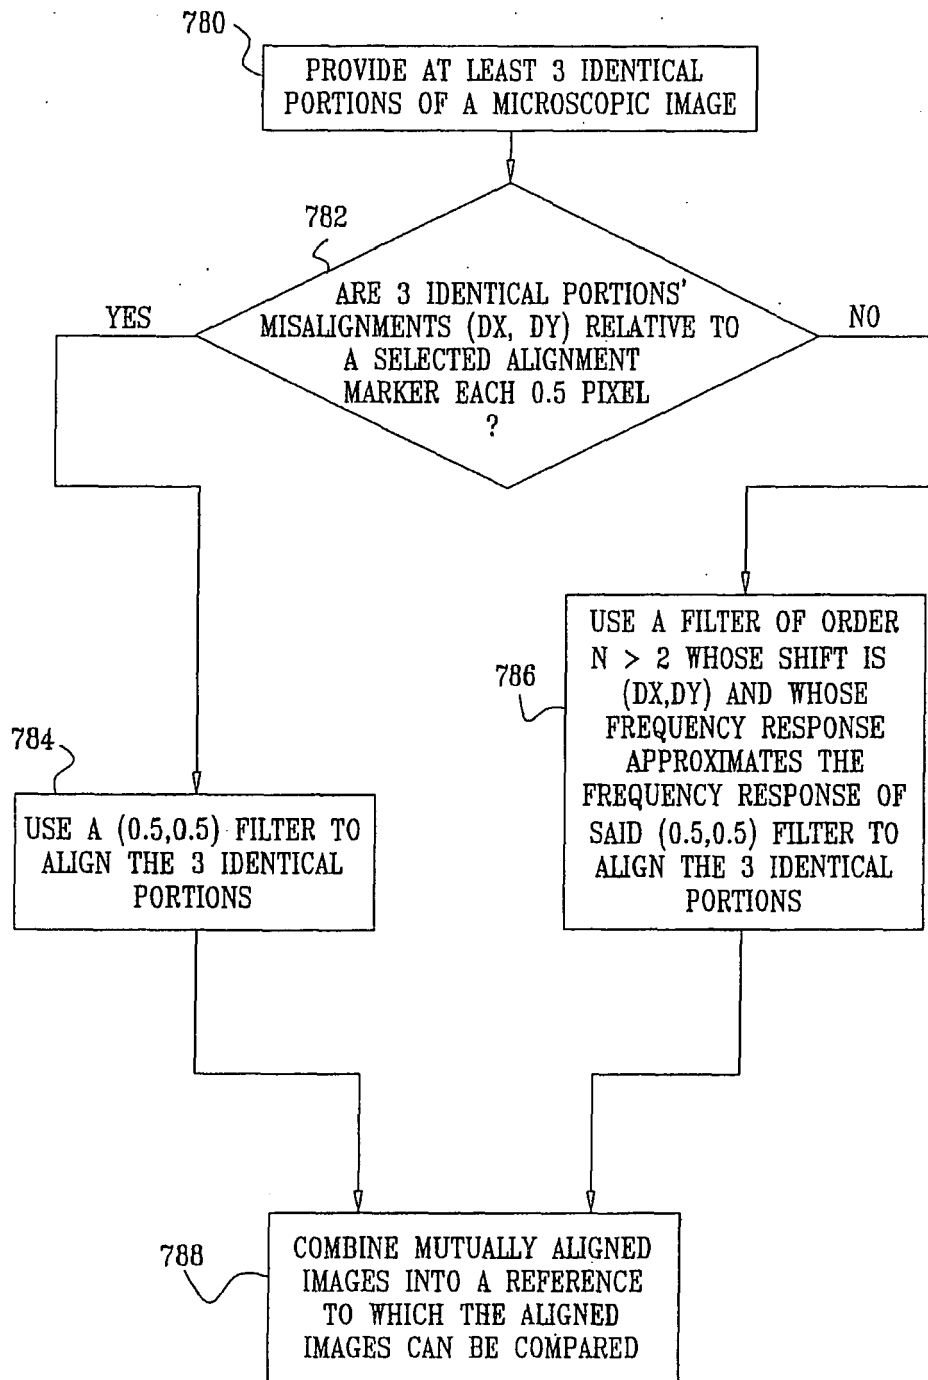 780
PROVIDE AT LEAST 3 IDENTICAL
PORTIONS OF A MICROSCOPIC IMAGE
782
ARE 3 IDENTICAL PORTIONS'
MISALIGNMENTS (DX, DY) RELATIVE TO
A SELECTED ALIGNMENT
MARKER EACH 0.5 PIXEL
?
YES
NO
784
USE A (0.5,0.5) FILTER TO
ALIGN THE 3 IDENTICAL
PORTIONS
786
USE A FILTER OF ORDER
N > 2 WHOSE SHIFT IS
(DX,DY) AND WHOSE
FREQUENCY RESPONSE
APPROXIMATES THE
FREQUENCY RESPONSE OF
SAID (0.5,0.5) FILTER TO
ALIGN THE 3 IDENTICAL
PORTIONS
788
COMBINE MUTUALLY ALIGNED
IMAGES INTO A REFERENCE
TO WHICH THE ALIGNED
IMAGES CAN BE COMPARED